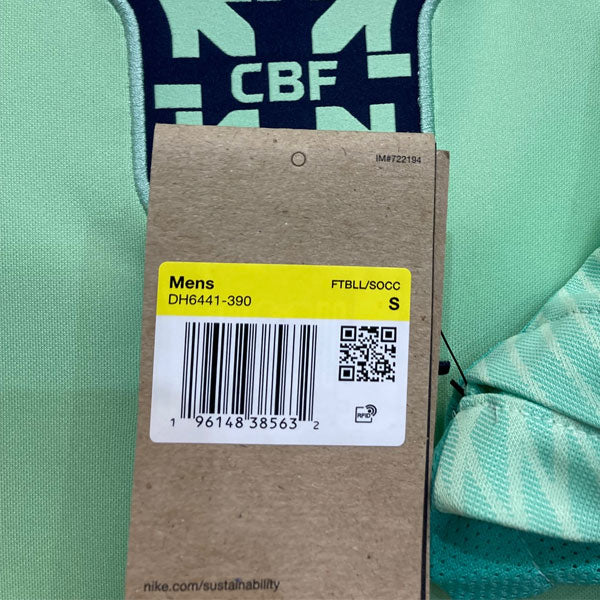 CBF
IM#722194
Mens FTBLL/SOCC
DH6441-390 S
1 96148 38563 2
RFID
nike.com/sustainability